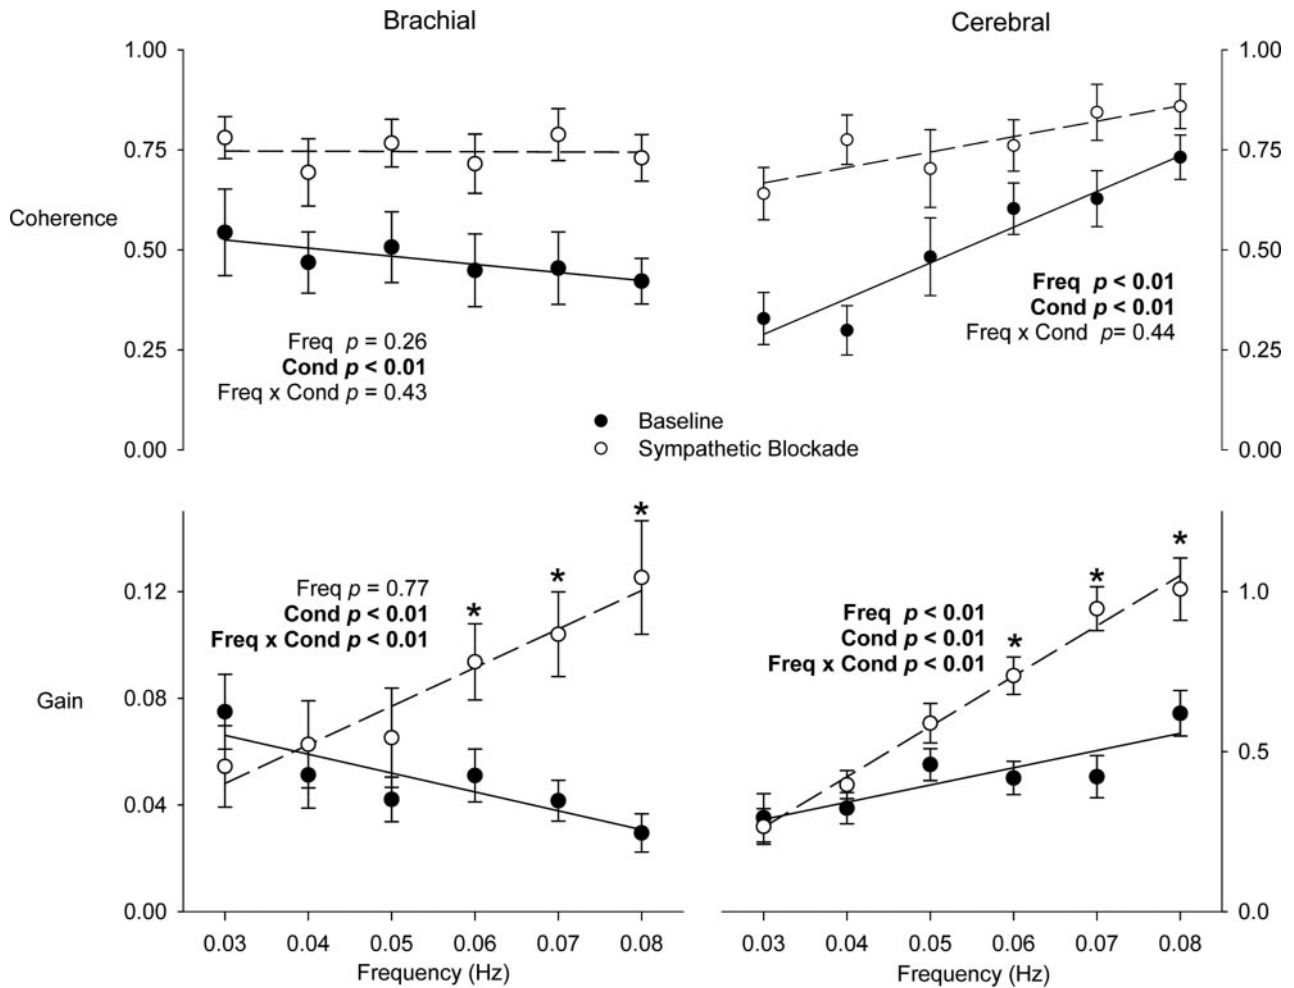 Brachial
Cerebral
1.00
0.75
Coherence
0.50
0.25
0.00
Freq p = 0.26
Cond p < 0.01
Freq x Cond p = 0.43
1.00
0.75
0.50
0.25
0.00
Freq p < 0.01
Cond p < 0.01
Freq x Cond p= 0.44
Baseline
Sympathetic Blockade
0.12
0.08
Gain
0.04
0.00
Freq p = 0.77
Cond p < 0.01
Freq x Cond p < 0.01
* * *
Freq p < 0.01
Cond p < 0.01
Freq x Cond p < 0.01
* * *
1.0
0.5
0.0
0.03 0.04 0.05 0.06 0.07 0.08
Frequency (Hz)
0.03 0.04 0.05 0.06 0.07 0.08
Frequency (Hz)